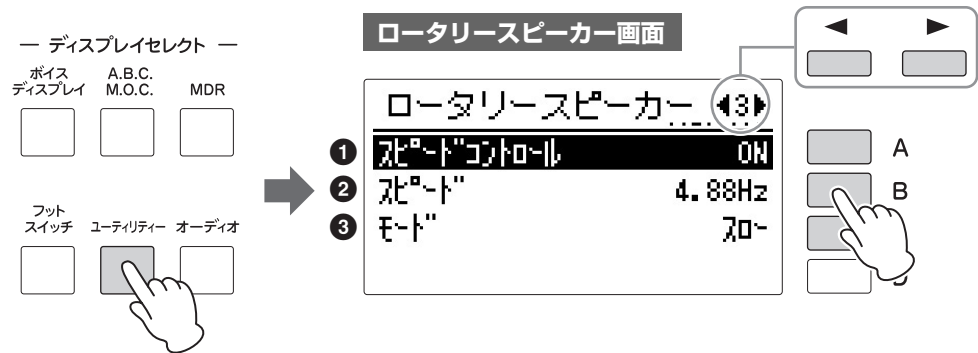 ディスプレイセレクト
ボイス
ディスプレイ
A.B.C.
M.O.C.
MDR
フット
スイッチ
ユーティリティー
オーディオ
ロータリースピーカー画面
ロータリースピーカー
3
1 スピードコントロール ON
2 スピード 4.88Hz
3 モード スロー
A
B